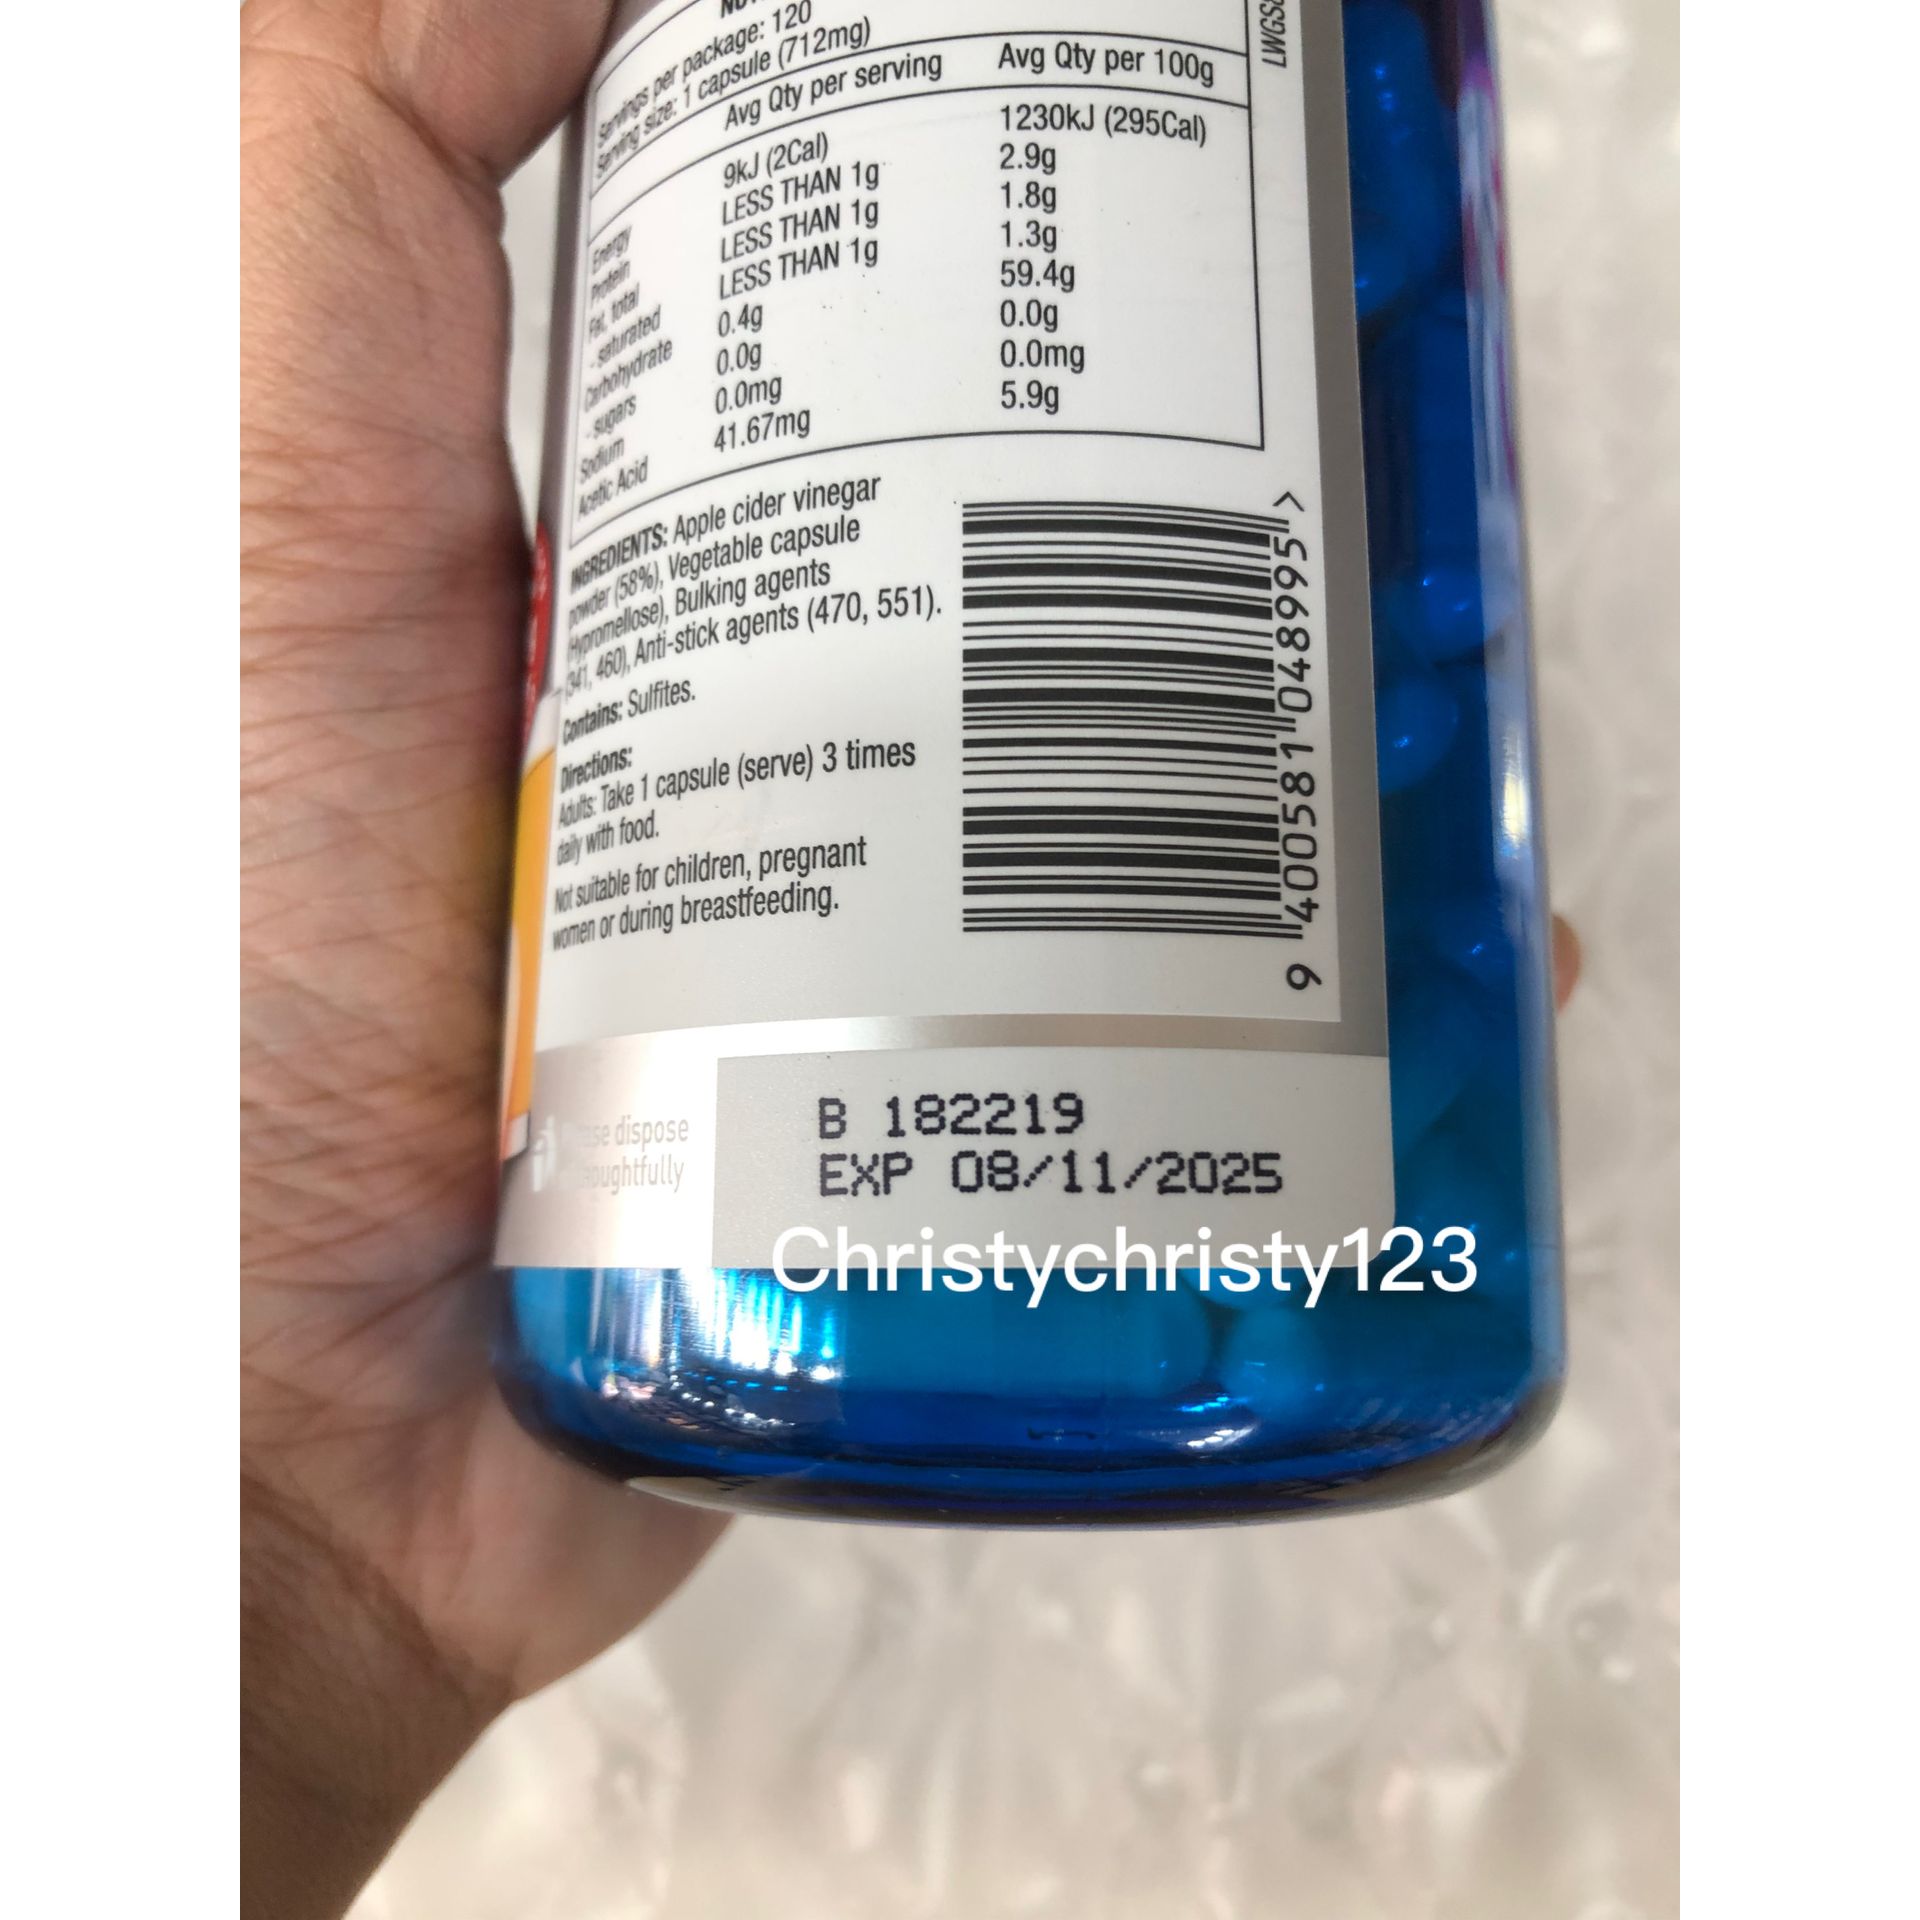 Servings per package: 120
Serving size: 1 capsule (712mg)
Avg Qty per serving Avg Qty per 100g
Energy 9kJ (2Cal) 1230kJ (295Cal)
Protein LESS THAN 1g 2.9g
Fat, total LESS THAN 1g 1.8g
- saturated LESS THAN 1g 1.3g
Carbohydrate 0.4g 59.4g
- sugars 0.0g 0.0g
Sodium 0.0mg 0.0mg
Acetic Acid 41.67mg 5.9g
INGREDIENTS: Apple cider vinegar
powder (58%), Vegetable capsule
(Hypromellose), Bulking agents
(341, 460), Anti-stick agents (470, 551).
Contains: Sulfites.
Directions:
Adults: Take 1 capsule (serve) 3 times
daily with food.
Not suitable for children, pregnant
women or during breastfeeding.
9 400581 048995 >
dispose
B 182219
EXP 08/11/2025
Christychristy123